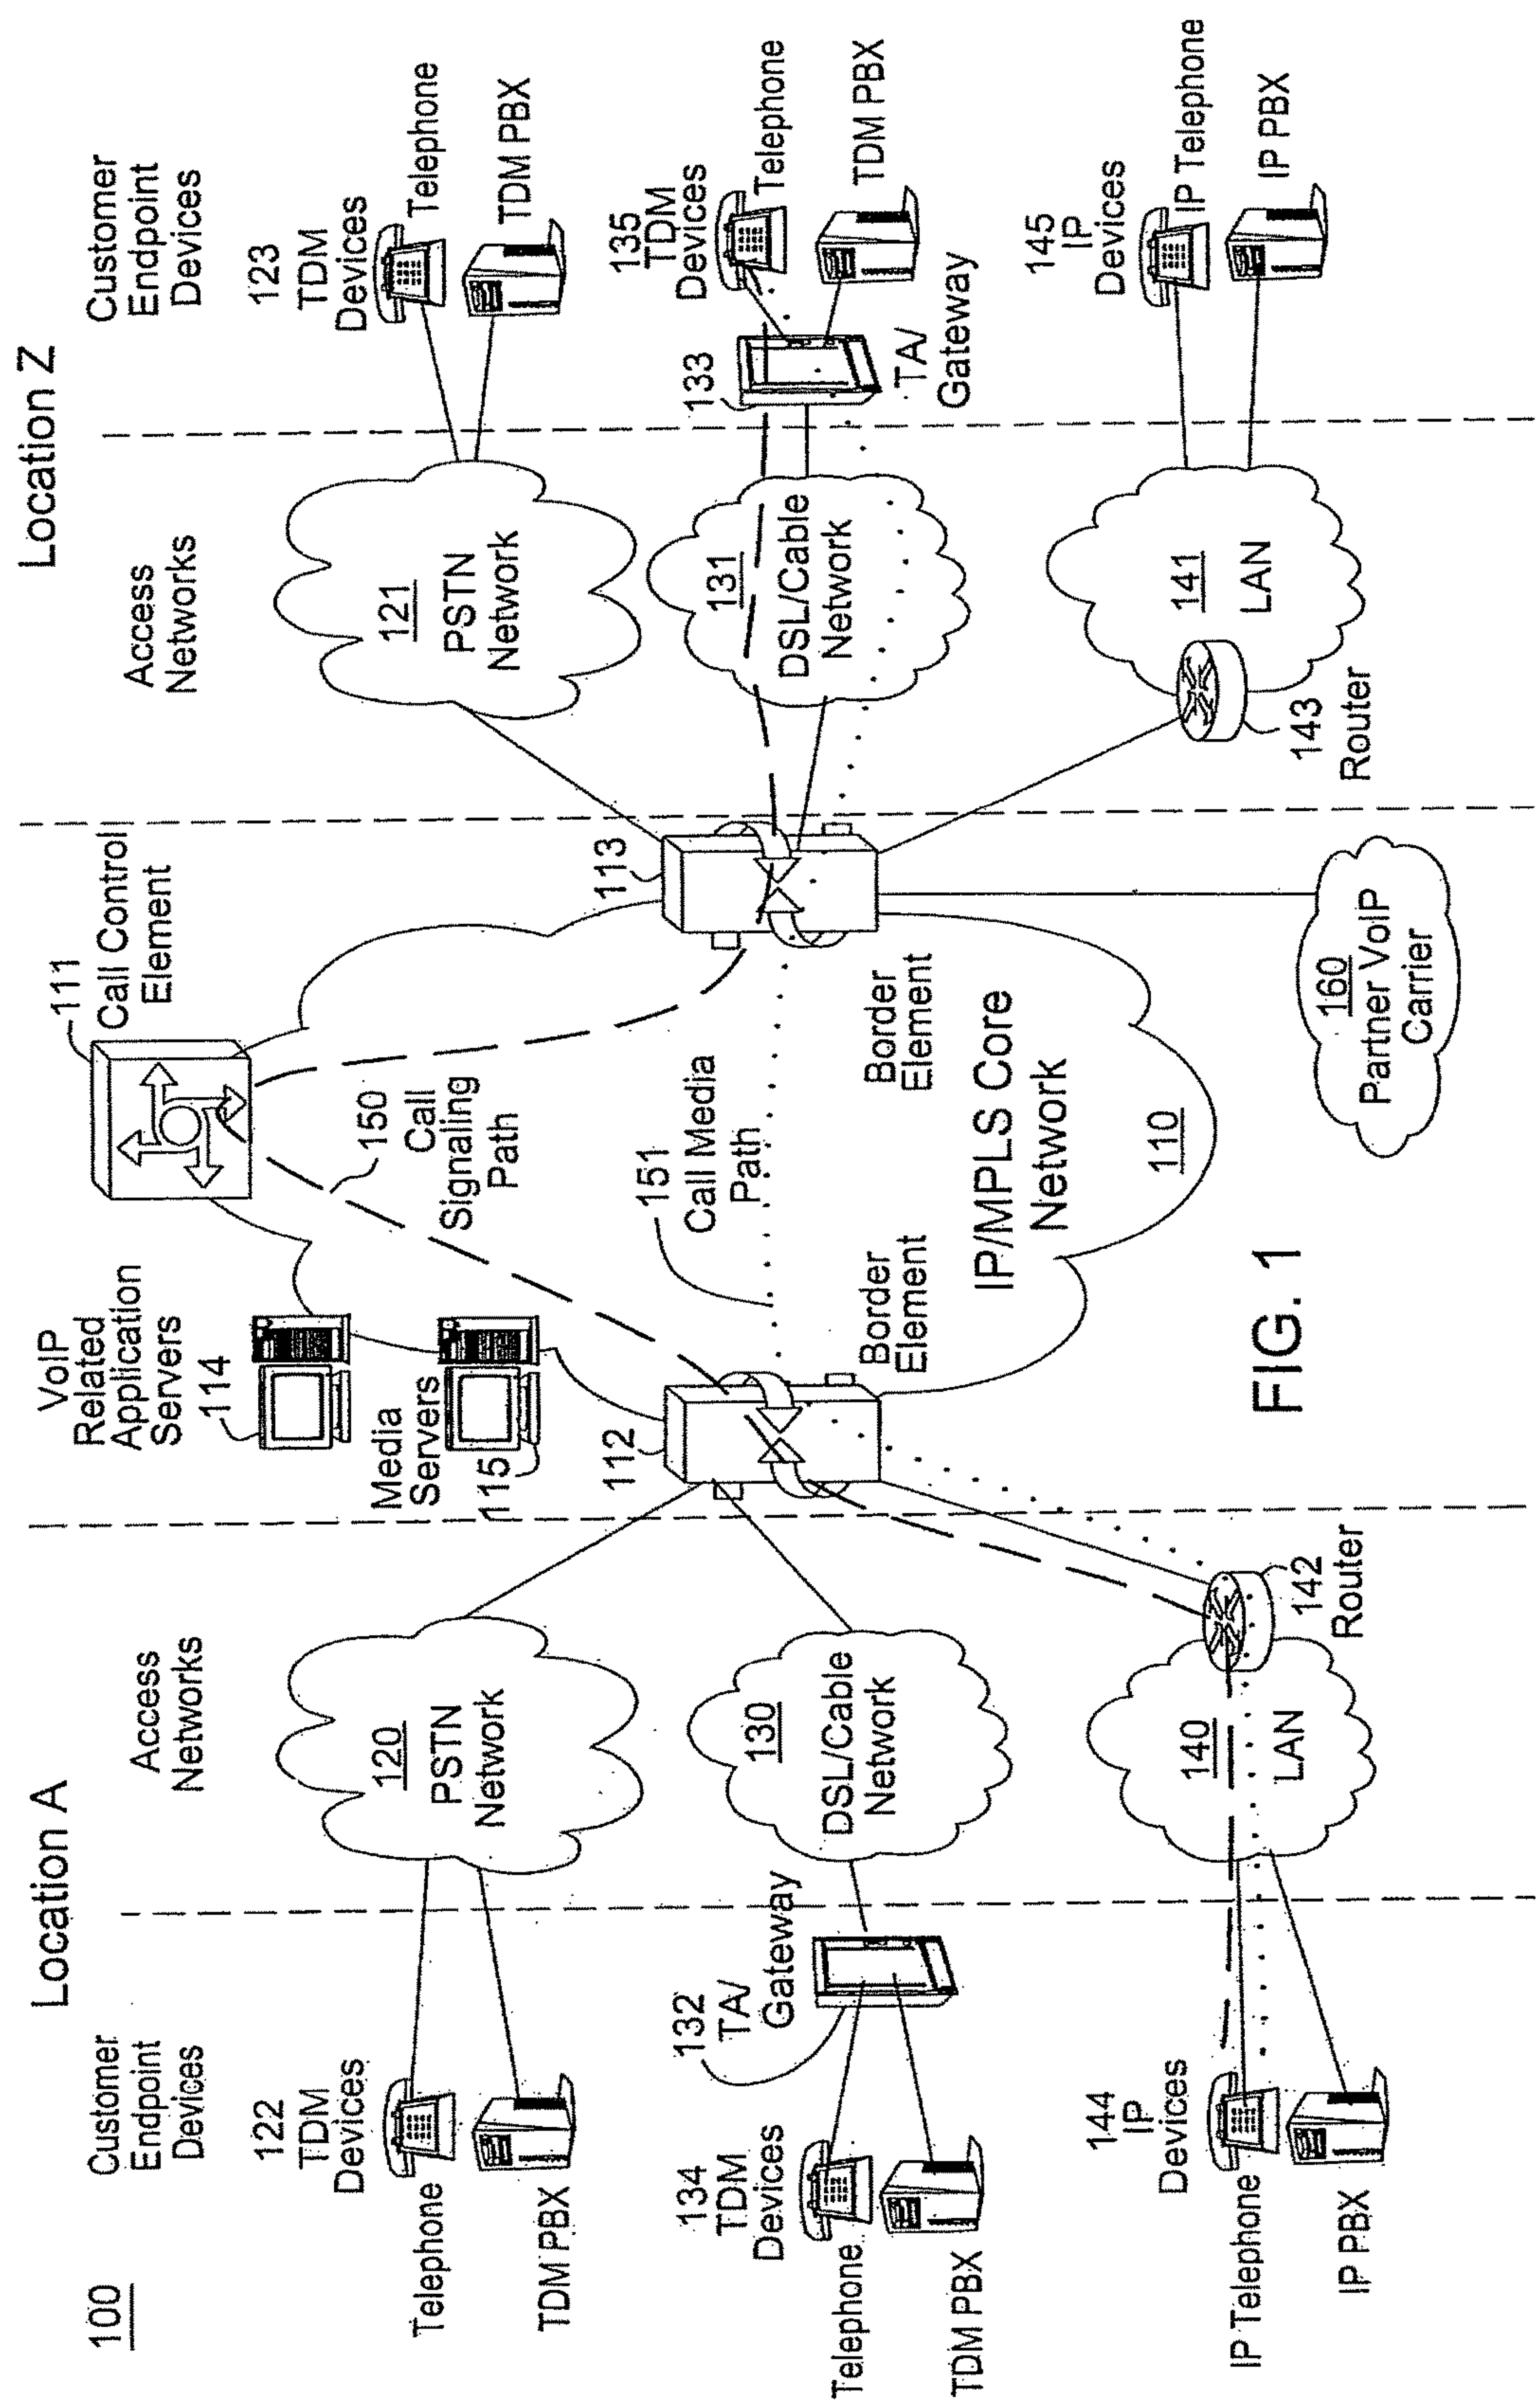 100
Location A
Location Z
Customer
Endpoint
Devices
Access
Networks
VoIP
Related
Application
Servers
114
111
Call Control
Element
Access
Networks
Customer
Endpoint
Devices
122
TDM
Devices
Telephone
TDM PBX
120
PSTN
Network
Media
Servers
115
150
Call
Signaling
Path
121
PSTN
Network
123
TDM
Devices
Telephone
TDM PBX
134
TDM
Devices
Telephone
TDM PBX
132
TA/
Gateway
130
DSL/Cable
Network
112
Border
Element
151
Call Media
Path
113
Border
Element
131
DSL/Cable
Network
133
TA/
Gateway
135
TDM
Devices
Telephone
TDM PBX
144
IP
Devices
IP Telephone
IP PBX
140
LAN
142
Router
IP/MPLS Core
Network
110
160
Partner VoIP
Carrier
143
Router
141
LAN
145
IP
Devices
IP Telephone
IP PBX
FIG. 1